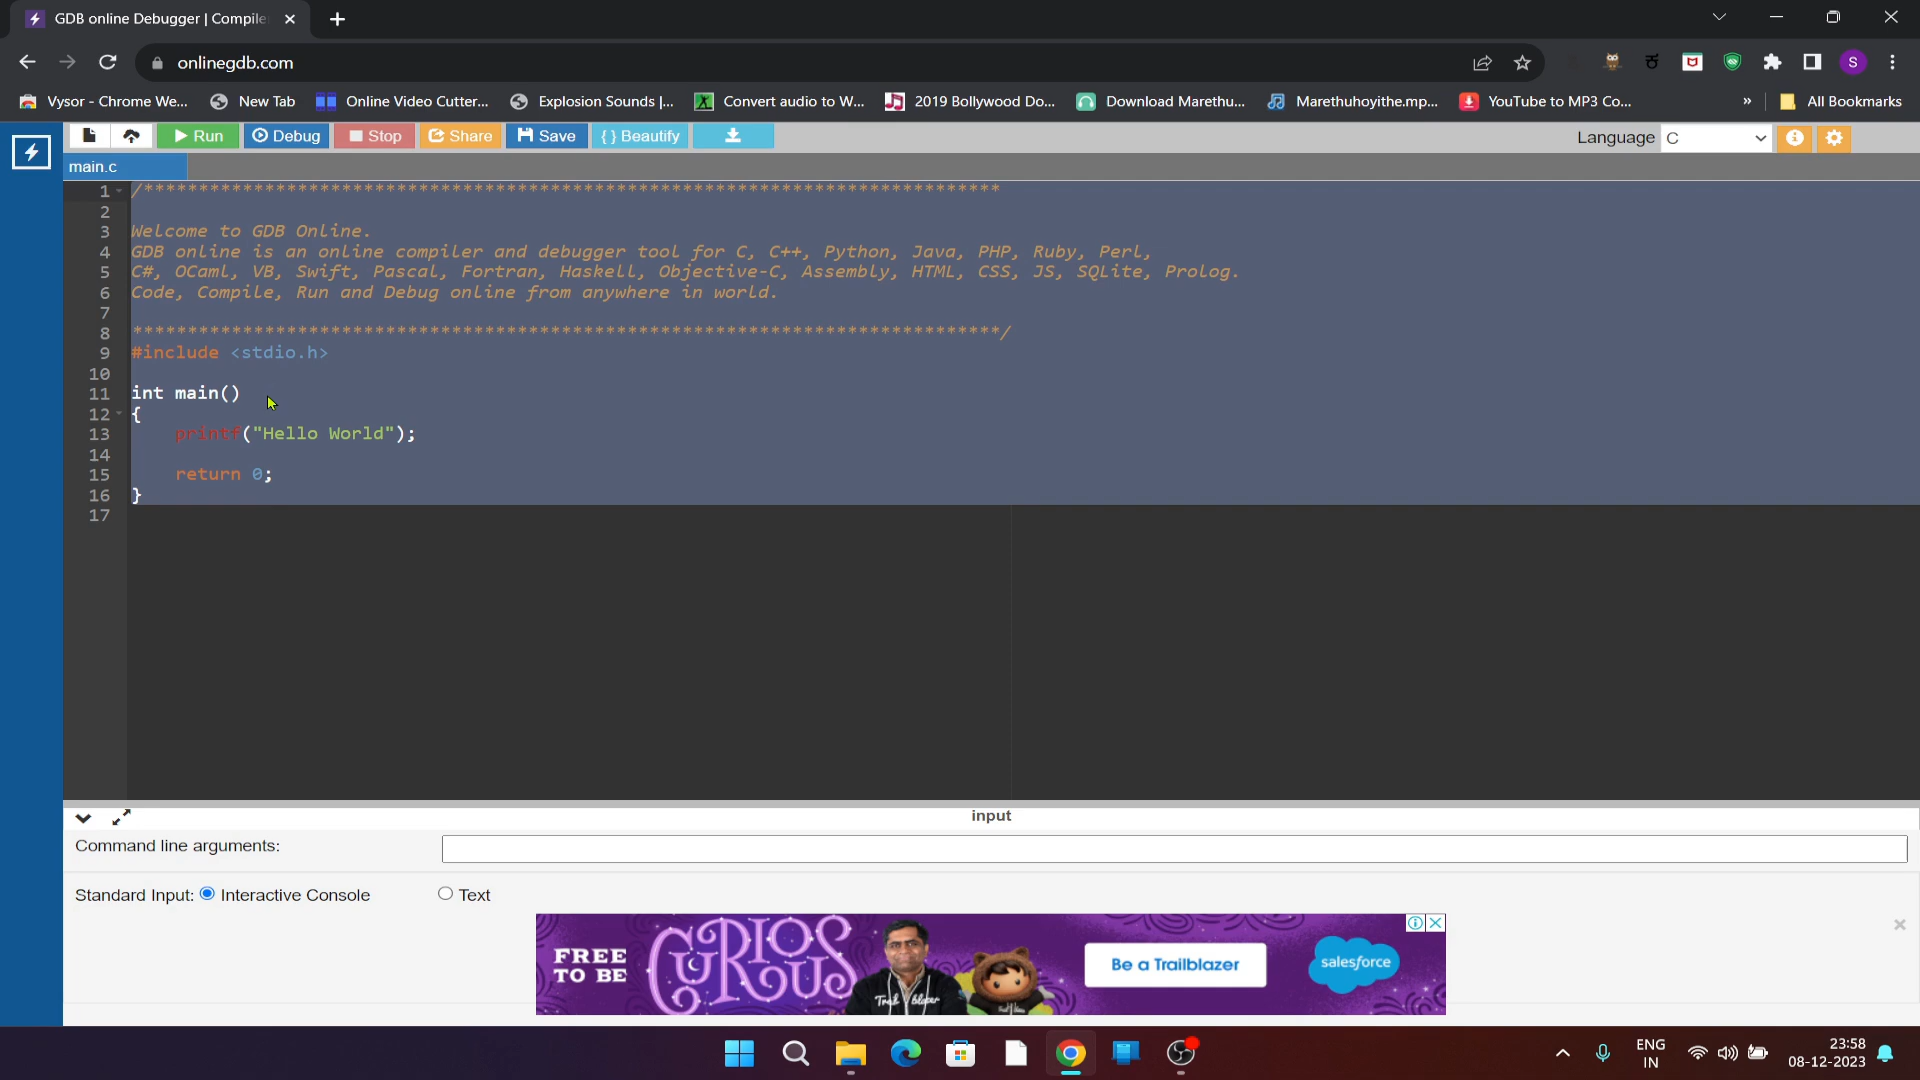 GDB online Debugger | Compile
onlinegdb.com
S
Vysor - Chrome We...
New Tab
Online Video Cutter...
Explosion Sounds |...
Convert audio to W...
2019 Bollywood Do...
Download Marethu...
Marethuhoyithe.mp...
YouTube to MP3 Co...
»
All Bookmarks
Run
Debug
Stop
Share
Save
{ } Beautify
Language
C
main.c
1 /******************************************************************************
2
3 Welcome to GDB Online.
4 GDB online is an online compiler and debugger tool for C, C++, Python, Java, PHP, Ruby, Perl,
5 C#, OCaml, VB, Swift, Pascal, Fortran, Haskell, Objective-C, Assembly, HTML, CSS, JS, SQLite, Prolog.
6 Code, Compile, Run and Debug online from anywhere in world.
7
8 *******************************************************************************/
9 #include <stdio.h>
10
11 int main()
12 {
13     printf("Hello World");
14
15     return 0;
16 }
17
input
Command line arguments:
Standard Input:
Interactive Console
Text
FREE TO BE
CURIOUS
Trailblazer
Be a Trailblazer
salesforce
ENG
IN
23:58
08-12-2023